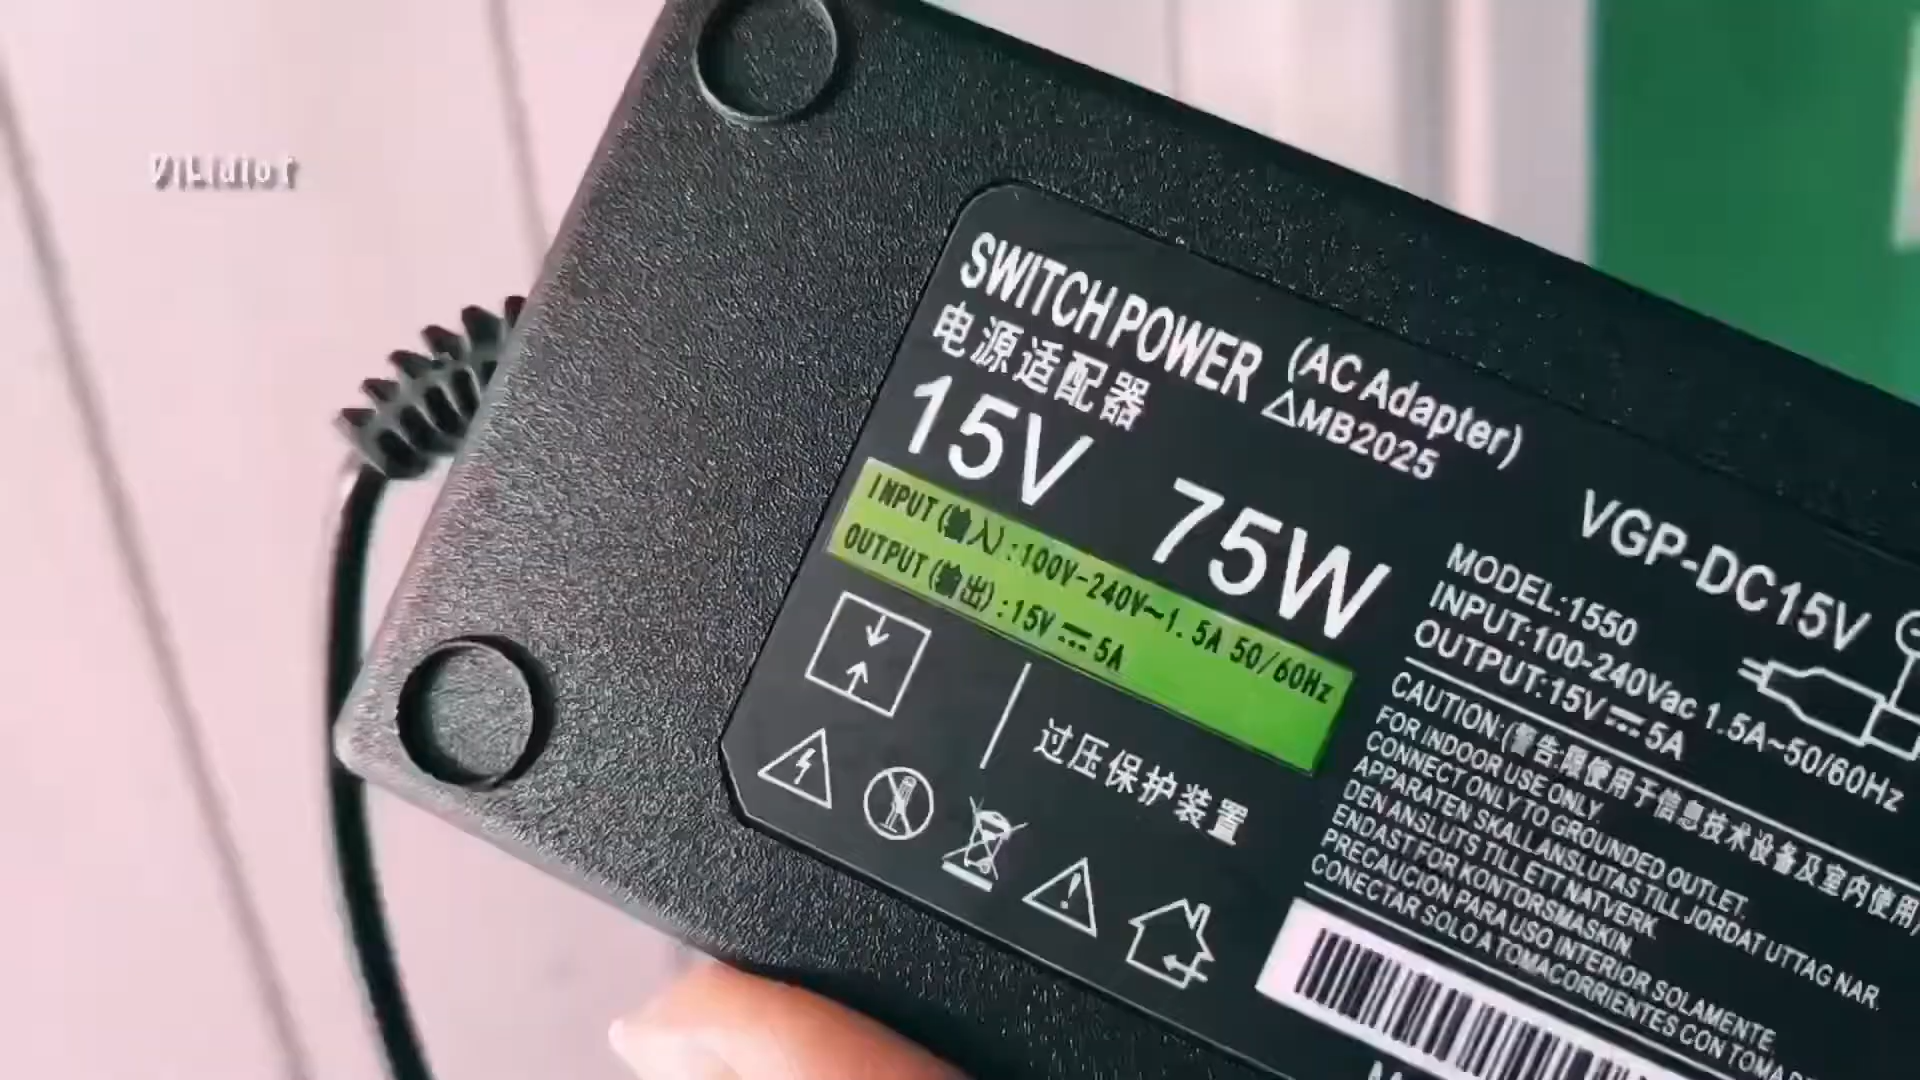 SWITCH POWER (AC Adapter)
电源适配器 △MB2025
15V 75W
INPUT(输入):100V-240V~1.5A 50/60Hz
OUTPUT(输出):15V⎓5A
过压保护装置
VGP-DC15V
MODEL:1550
INPUT:100-240Vac 1.5A~50/60Hz
OUTPUT:15V⎓5A
CAUTION:(警告:限使用于信息技术设备及室内使用)
FOR INDOOR USE ONLY.
CONNECT ONLY TO GROUNDED OUTLET.
APPARATEN SKALL ANSLUTAS TILL JORDAT UTTAG NAR.
DEN ANSLUTS TILL ETT NATVERK.
ENDAST FOR KONTORSMASKIN.
PRECAUCION PARA USO INTERIOR SOLAMENTE.
CONECTAR SOLO A TOMACORRIENTES CON TOMA